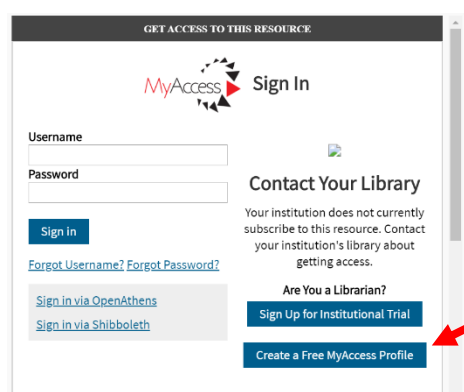 GET ACCESS TO THIS RESOURCE
MyAccess
Sign In
Username
Password
Sign in
Forgot Username? Forgot Password?
Sign in via OpenAthens
Sign in via Shibboleth
Contact Your Library
Your institution does not currently
subscribe to this resource. Contact
your institution's library about
getting access.
Are You a Librarian?
Sign Up for Institutional Trial
Create a Free MyAccess Profile